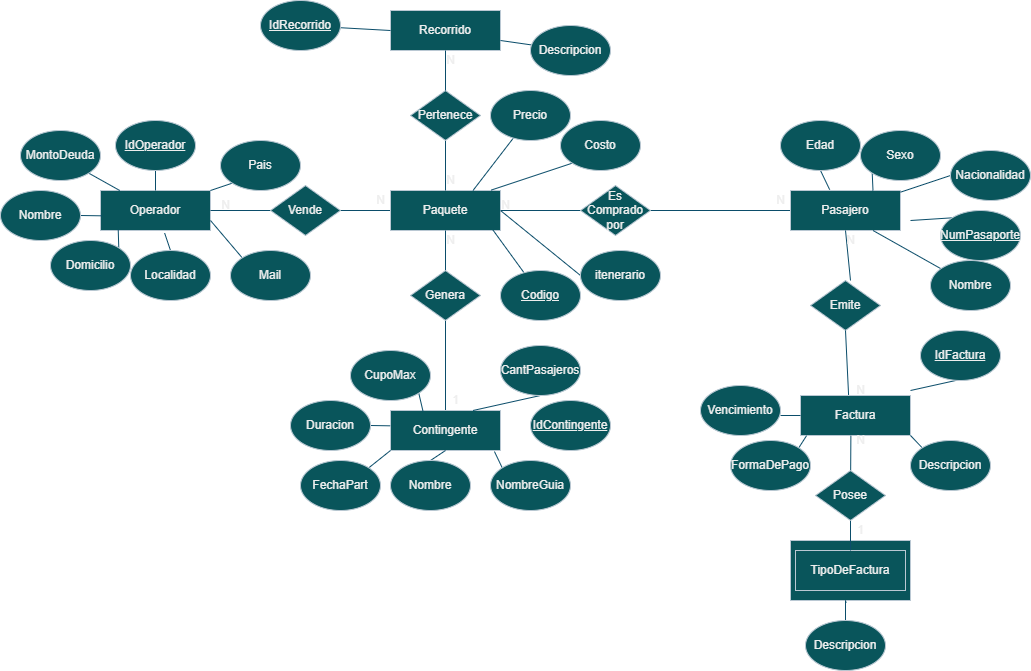 IdRecorrido
Recorrido
Descripcion
N
Pertenece
Precio
Costo
N
MontoDeuda
IdOperador
Pais
Nombre
Operador
N
Vende
N
Paquete
N
Es
Comprado
por
N
Pasajero
Edad
Sexo
Nacionalidad
NumPasaporte
Nombre
N
Domicilio
Localidad
Mail
N
Genera
Codigo
itenerario
Emite
CupoMax
CantPasajeros
1
Duracion
Contingente
IdContingente
FechaPart
Nombre
NombreGuia
IdFactura
N
Vencimiento
Factura
N
FormaDePago
Descripcion
Posee
1
TipoDeFactura
Descripcion